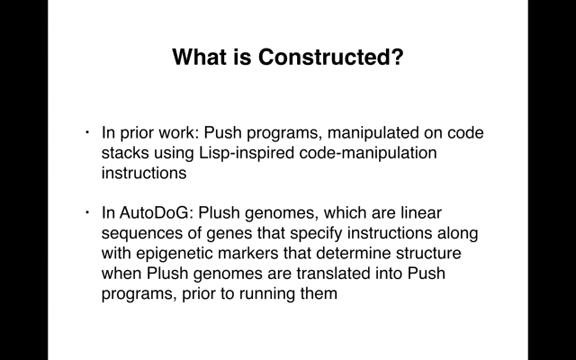 What is Constructed?
• In prior work: Push programs, manipulated on code
stacks using Lisp-inspired code-manipulation
instructions
• In AutoDoG: Plush genomes, which are linear
sequences of genes that specify instructions along
with epigenetic markers that determine structure
when Plush genomes are translated into Push
programs, prior to running them